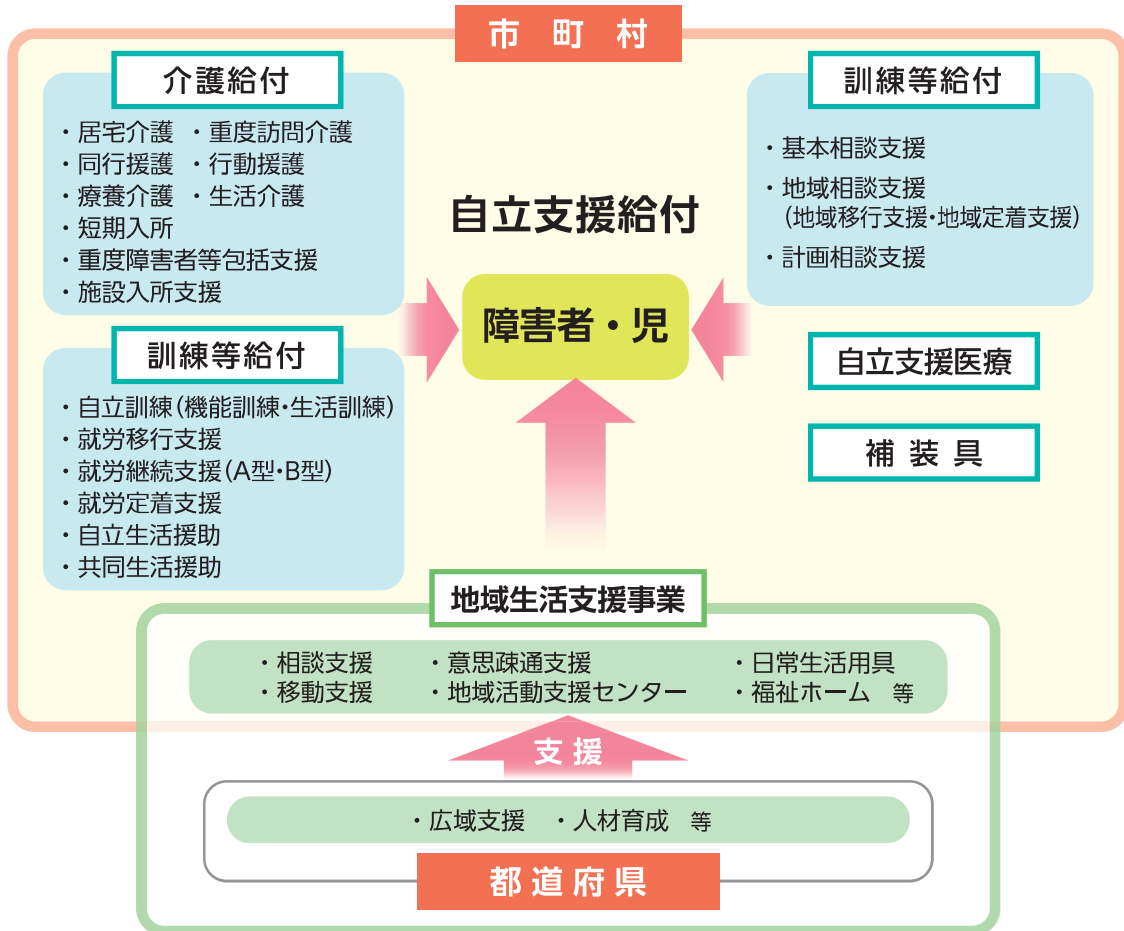 市町村
介護給付
・居宅介護 ・重度訪問介護
・同行援護 ・行動援護
・療養介護 ・生活介護
・短期入所
・重度障害者等包括支援
・施設入所支援
訓練等給付
・自立訓練(機能訓練・生活訓練)
・就労移行支援
・就労継続支援(A型・B型)
・就労定着支援
・自立生活援助
・共同生活援助
自立支援給付
障害者・児
訓練等給付
・基本相談支援
・地域相談支援
(地域移行支援・地域定着支援)
・計画相談支援
自立支援医療
補装具
地域生活支援事業
・相談支援 ・意思疎通支援 ・日常生活用具
・移動支援 ・地域活動支援センター ・福祉ホーム 等
支援
・広域支援 ・人材育成 等
都道府県